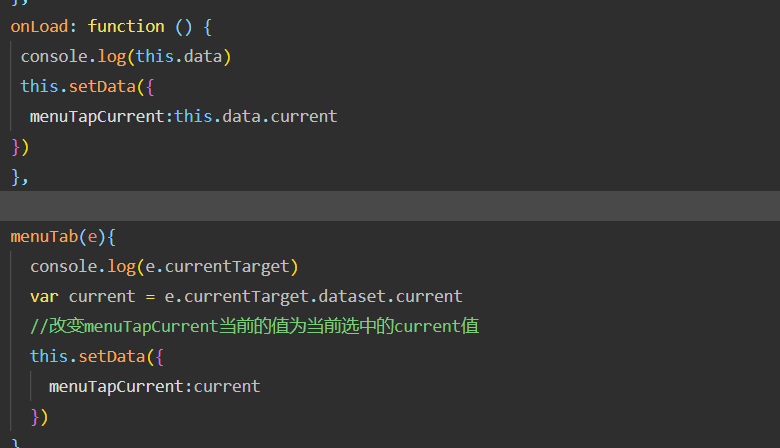 },
onLoad: function () {
console.log(this.data)
this.setData({
menuTapCurrent:this.data.current
})
},
menuTab(e){
console.log(e.currentTarget)
var current = e.currentTarget.dataset.current
//改变menuTapCurrent当前的值为当前选中的current值
this.setData({
menuTapCurrent:current
})
}